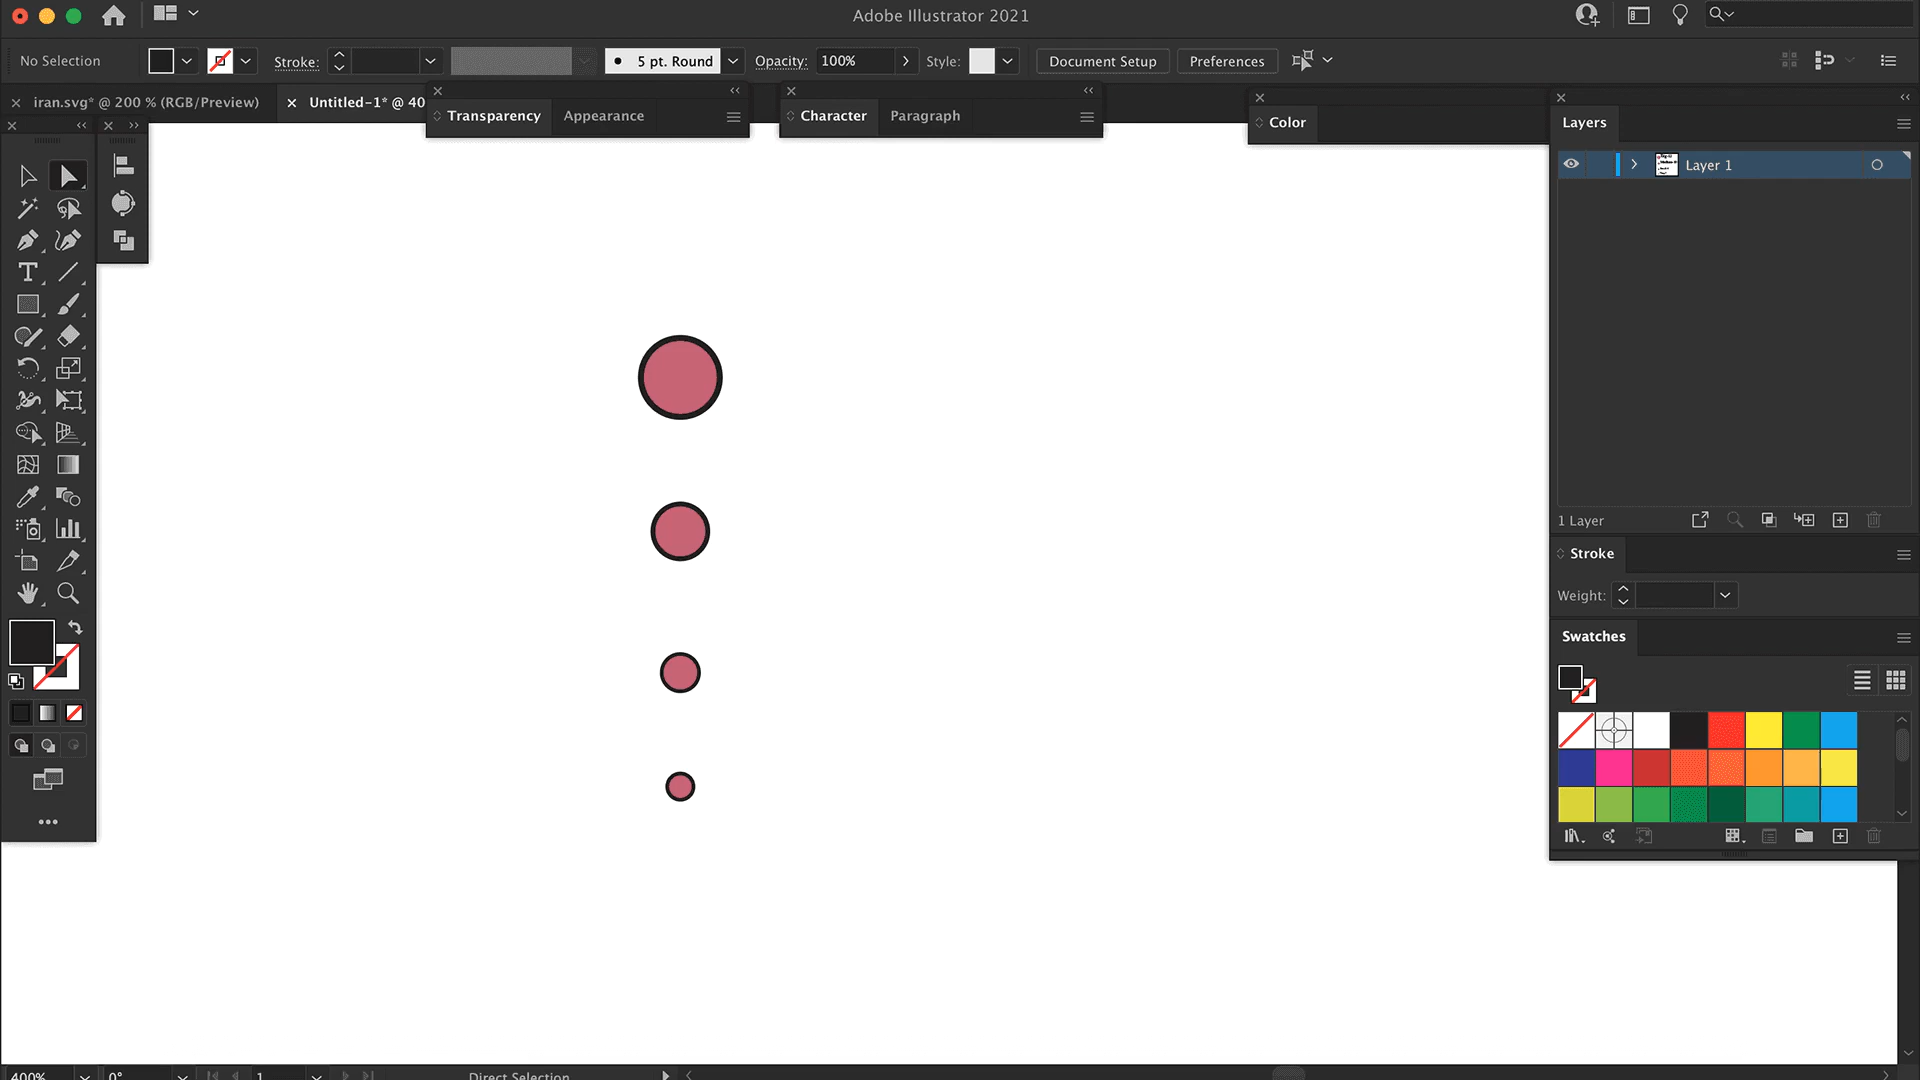 Adobe Illustrator 2021
No Selection
Stroke:
5 pt. Round
Opacity:
100%
Style:
Document Setup
Preferences
iran.svg* @ 200 % (RGB/Preview)
Untitled-1* @ 40
Transparency
Appearance
Character
Paragraph
Color
Layers
Layer 1
1 Layer
Stroke
Weight:
Swatches
400%
0°
1
Direct Selection